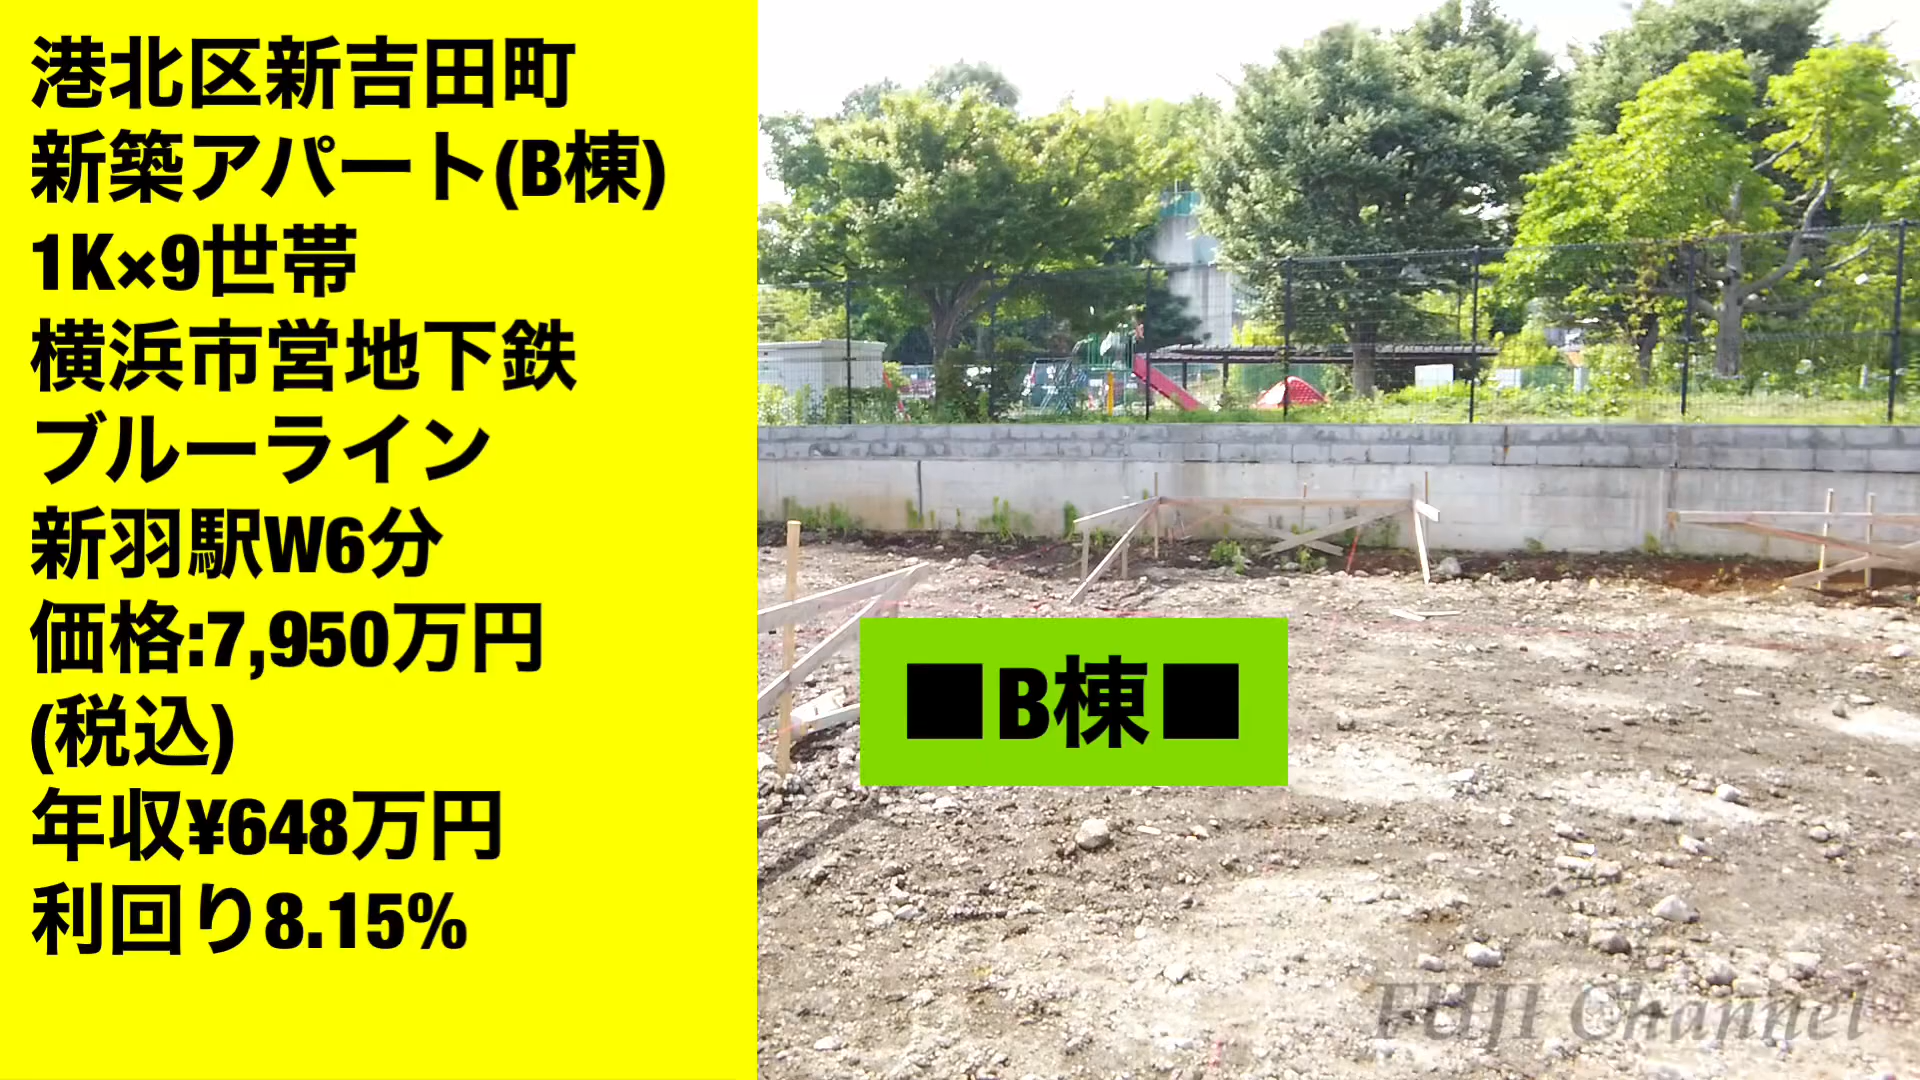 港北区新吉田町
新築アパート(B棟)
1K×9世帯
横浜市営地下鉄
ブルーライン
新羽駅W6分
価格:7,950万円
(税込)
年収¥648万円
利回り8.15%
■B棟■
FUJI Channel